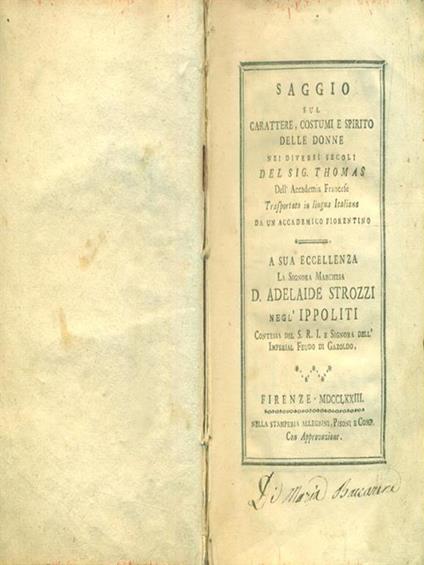 SAGGIO
SUL
CARATTERE, COSTUMI E SPIRITO
DELLE DONNE
NEI DIVERSI SECOLI
DEL SIG. THOMAS
Dell' Accademia Francese
Trasportato in lingua Italiana
DA UN ACCADEMICO FIORENTINO
A SUA ECCELLENZA
LA SIGNORA MARCHESA
D. ADELAIDE STROZZI
NEGL' IPPOLITI
CONTESSA DEL S. R. I. E SIGNORA DELL'
IMPERIAL FEUDO DI GAZOLDO.
FIRENZE · MDCCLXXIII.
NELLA STAMPERIA ALLEGRINI, PISONI E COMP.
Con Approvazione.
Di Maria